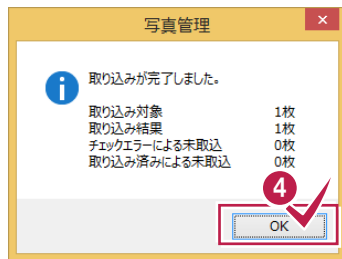 写真管理
×
取り込みが完了しました。
取り込み対象 1枚
取り込み結果 1枚
チェックエラーによる未取込 0枚
取り込み済みによる未取込 0枚
4
OK